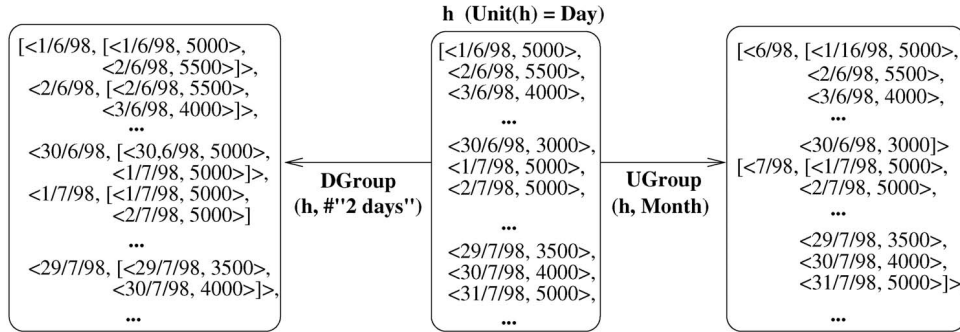 h (Unit(h) = Day)
[<1/6/98, [<1/6/98, 5000>,
<2/6/98, 5500>]>,
<2/6/98, [<2/6/98, 5500>,
<3/6/98, 4000>]>,
...
<30/6/98, [<30,6/98, 5000>,
<1/7/98, 5000>]>,
<1/7/98, [<1/7/98, 5000>,
<2/7/98, 5000>]
...
<29/7/98, [<29/7/98, 3500>,
<30/7/98, 4000>]>,
...
DGroup
(h, #"2 days")
[<1/6/98, 5000>,
<2/6/98, 5500>,
<3/6/98, 4000>,
...
<30/6/98, 3000>,
<1/7/98, 5000>,
<2/7/98, 5000>,
...
<29/7/98, 3500>,
<30/7/98, 4000>,
<31/7/98, 5000>,
...
UGroup
(h, Month)
[<6/98, [<1/16/98, 5000>,
<2/6/98, 5500>,
<3/6/98, 4000>,
...
<30/6/98, 3000]>
[<7/98, [<1/7/98, 5000>,
<2/7/98, 5000>,
...
<29/7/98, 3500>,
<30/7/98, 4000>,
<31/7/98, 5000>]>
...